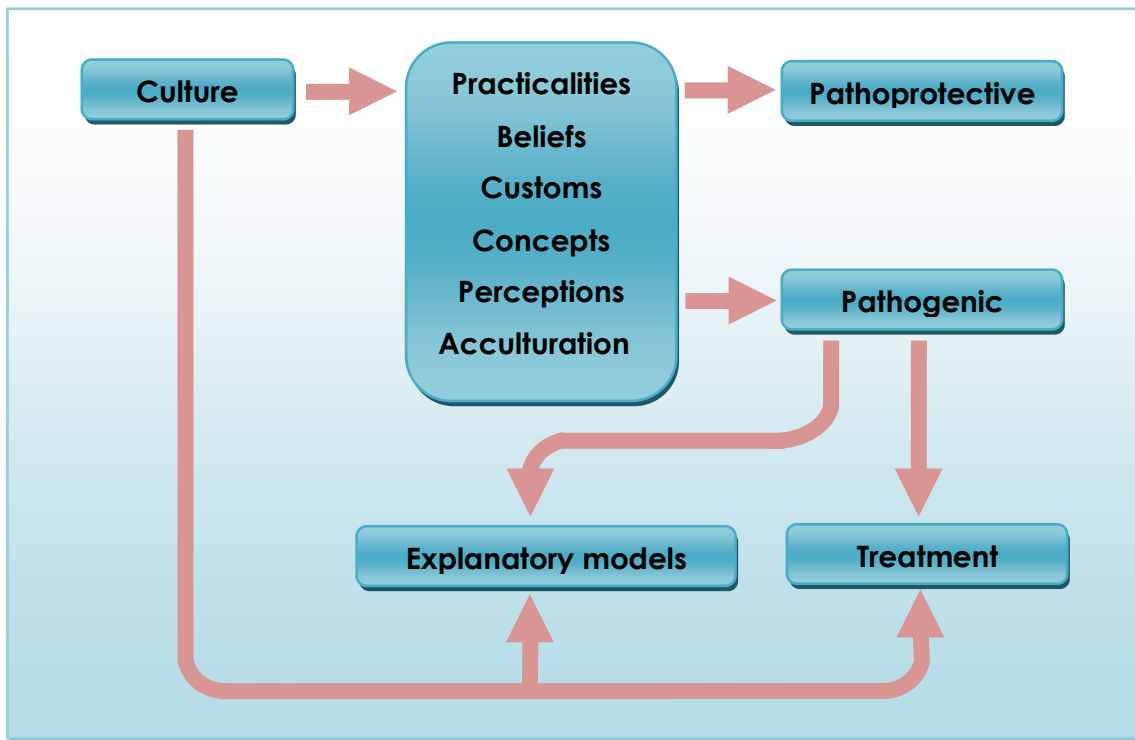 Culture
Practicalities
Beliefs
Customs
Concepts
Perceptions
Acculturation
Pathoprotective
Pathogenic
Explanatory models
Treatment